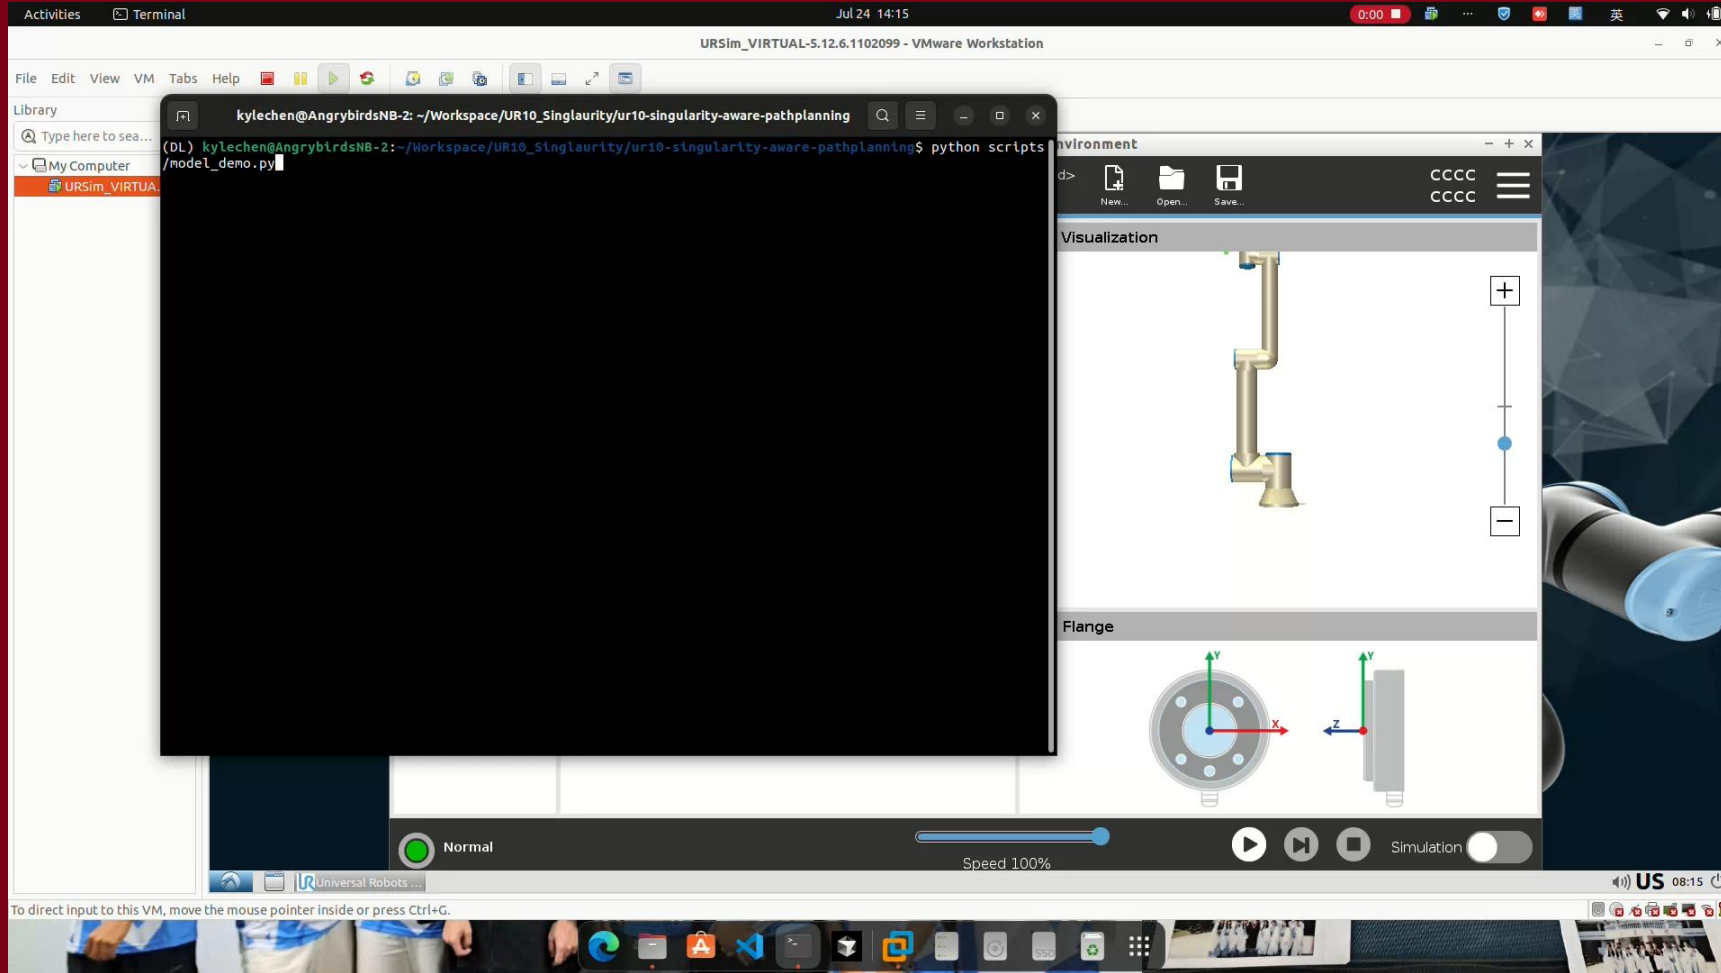 Activities Terminal Jul 24 14:15 0:00 ... 英
URSim_VIRTUAL-5.12.6.1102099 - VMware Workstation
File Edit View VM Tabs Help
Library
Type here to sea...
My Computer
URSim_VIRTUA.
kylechen@AngrybirdsNB-2: ~/Workspace/UR10_Singlaurity/ur10-singularity-aware-pathplanning
(DL) kylechen@AngrybirdsNB-2:~/Workspace/UR10_Singlaurity/ur10-singularity-aware-pathplanning$ python scripts
/model_demo.py
nvironment
d>
New... Open... Save...
CCCC
CCCC
Visualization
+
−
Flange
Y
X
Y
Z
Normal
Speed 100%
Simulation
Universal Robots ...
US 08:15
To direct input to this VM, move the mouse pointer inside or press Ctrl+G.
SSD